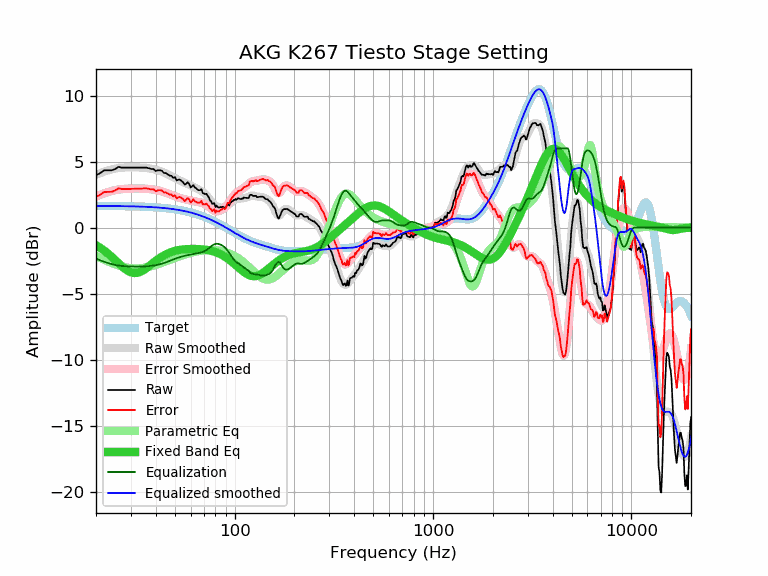 AKG K267 Tiesto Stage Setting
10
5
0
−5
−10
−15
−20
Amplitude (dBr)
Target
Raw Smoothed
Error Smoothed
Raw
Error
Parametric Eq
Fixed Band Eq
Equalization
Equalized smoothed
100
1000
10000
Frequency (Hz)